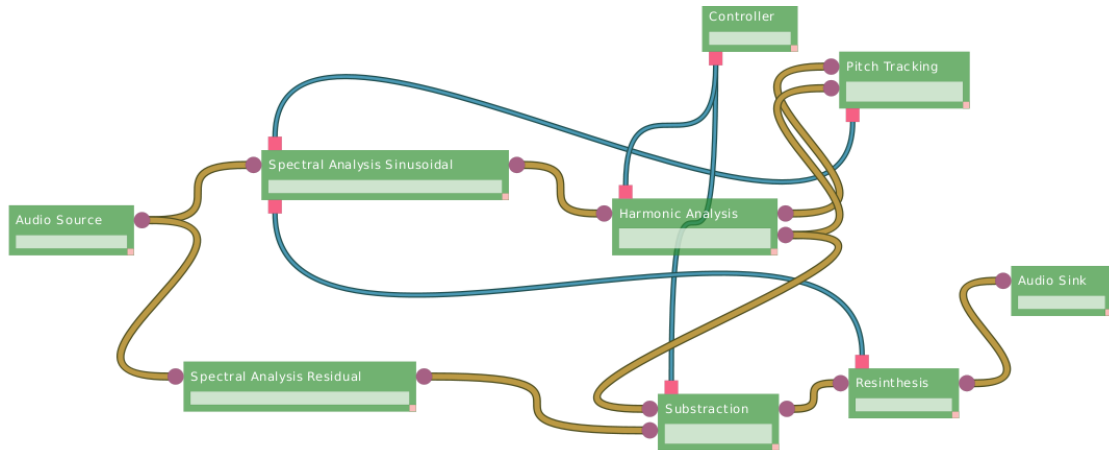 Controller
Pitch Tracking
Spectral Analysis Sinusoidal
Harmonic Analysis
Audio Source
Audio Sink
Spectral Analysis Residual
Resinthesis
Substraction